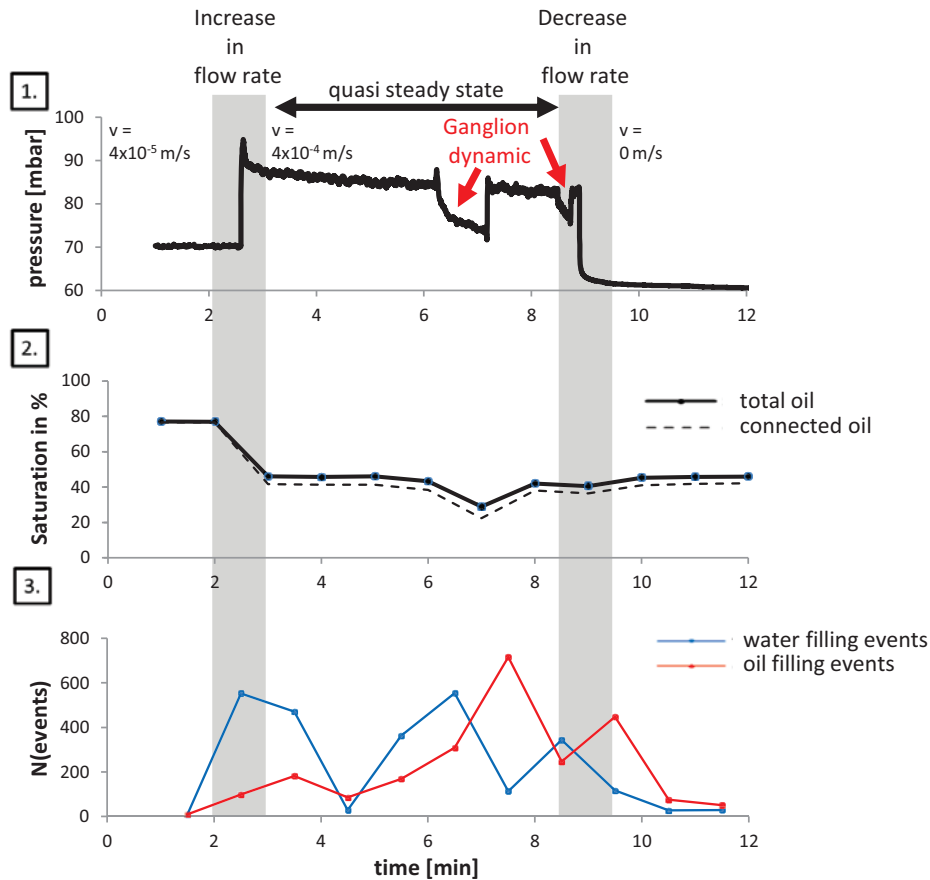 Increase
in
flow rate
Decrease
in
flow rate
1.
quasi steady state
v =
4x10⁻⁵ m/s
v =
4x10⁻⁴ m/s
Ganglion
dynamic
v =
0 m/s
pressure [mbar]
100
90
80
70
60
0 2 4 6 8 10 12
2.
total oil
connected oil
Saturation in %
100
80
60
40
20
0
0 2 4 6 8 10 12
3.
water filling events
oil filling events
N(events)
800
600
400
200
0
0 2 4 6 8 10 12
time [min]